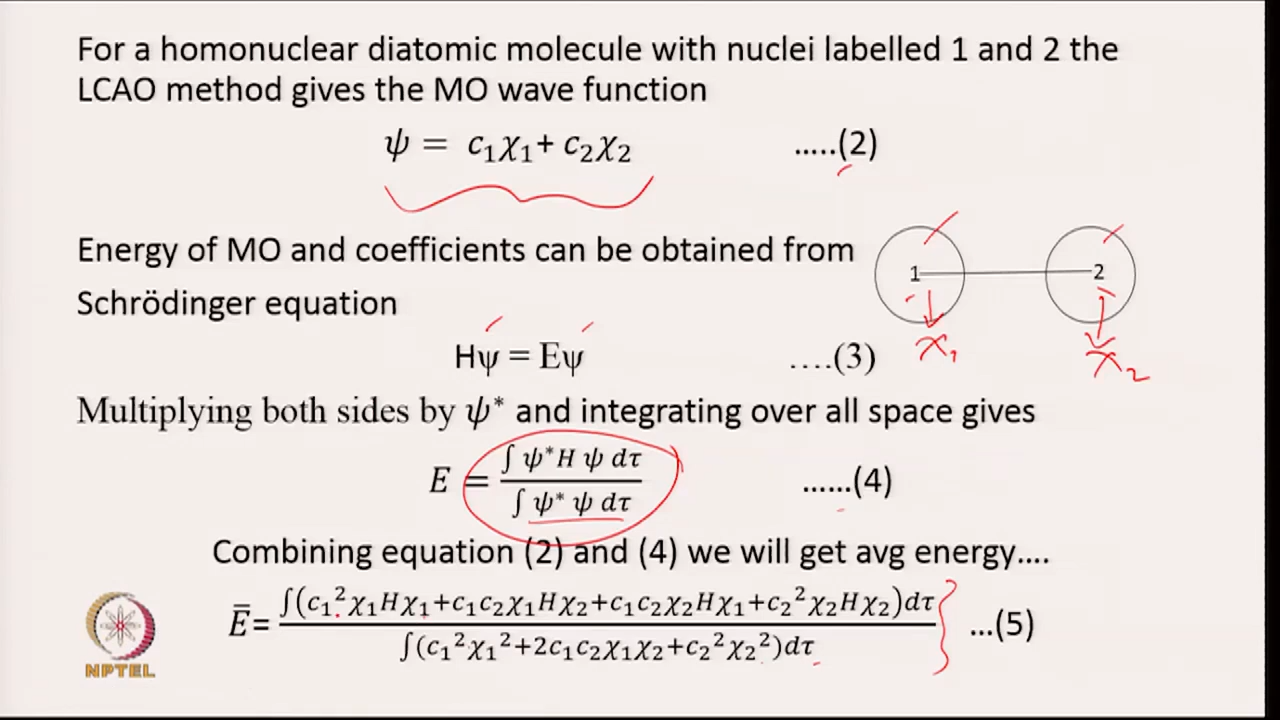 For a homonuclear diatomic molecule with nuclei labelled 1 and 2 the
LCAO method gives the MO wave function
ψ = c₁χ₁+ c₂χ₂ .....(2)
Energy of MO and coefficients can be obtained from
Schrödinger equation
1 2
χ₁ χ₂
Hψ = Eψ ....(3)
Multiplying both sides by ψ* and integrating over all space gives
E = ∫ ψ*H ψ dτ / ∫ ψ* ψ dτ ......(4)
Combining equation (2) and (4) we will get avg energy....
E̅= ∫(c₁²χ₁Hχ₁+c₁c₂χ₁Hχ₂+c₁c₂χ₂Hχ₁+c₂²χ₂Hχ₂)dτ / ∫(c₁²χ₁²+2c₁c₂χ₁χ₂+c₂²χ₂²)dτ ...(5)
NPTEL